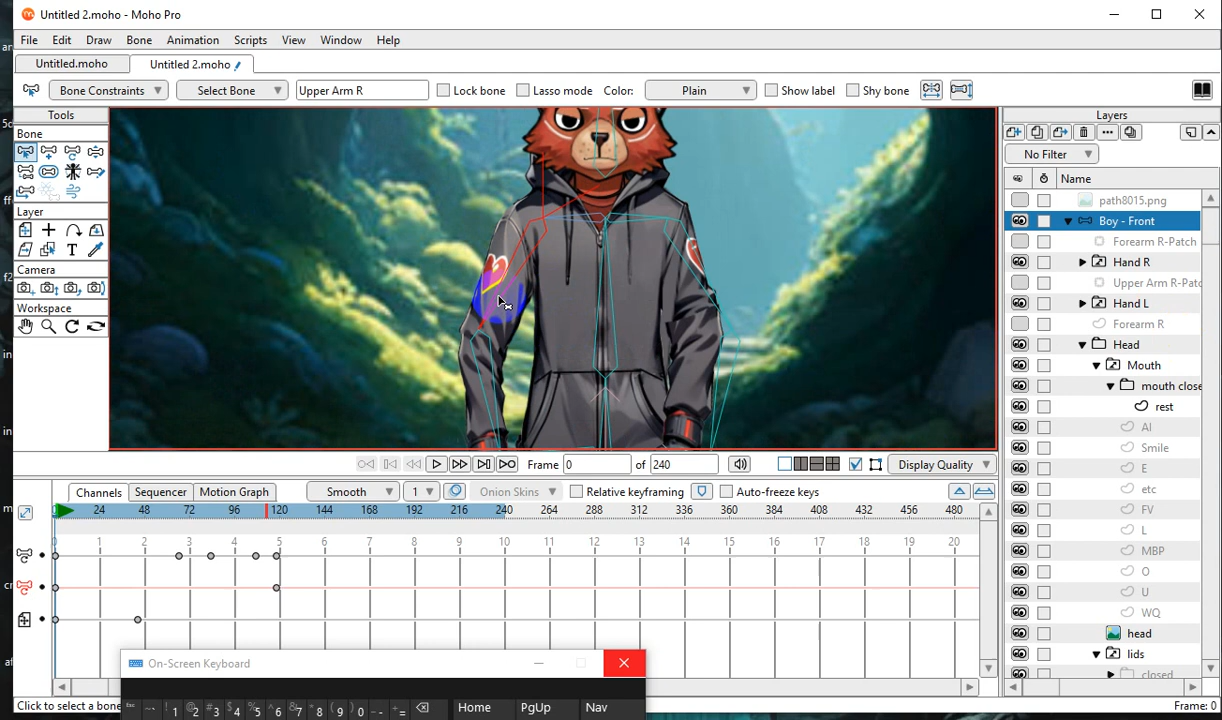 Untitled 2.moho - Moho Pro
File Edit Draw Bone Animation Scripts View Window Help
Untitled.moho Untitled 2.moho
Bone Constraints Select Bone Upper Arm R Lock bone Lasso mode Color: Plain Show label Shy bone
Tools
Bone
Layer
Camera
Workspace
Layers
No Filter
Name
path8015.png
Boy - Front
Forearm R-Patch
Hand R
Upper Arm R-Patc
Hand L
Forearm R
Head
Mouth
mouth close
rest
AI
Smile
E
etc
FV
L
MBP
O
U
WQ
head
lids
closed
Frame 0 of 240 Display Quality
Channels Sequencer Motion Graph Smooth 1 Onion Skins Relative keyframing Auto-freeze keys
0 24 48 72 96 120 144 168 192 216 240 264 288 312 336 360 384 408 432 456 480
0 1 2 3 4 5 6 7 8 9 10 11 12 13 14 15 16 17 18 19 20
On-Screen Keyboard
Home PgUp Nav
Click to select a bone
Frame: 0